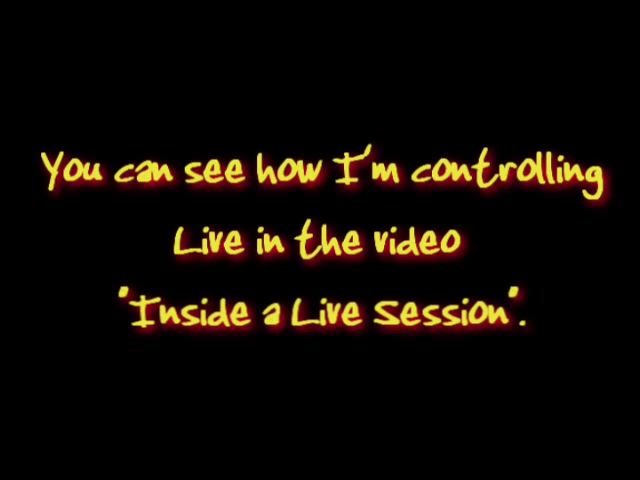 You can see how I'm controlling
Live in the video
"Inside a Live Session".